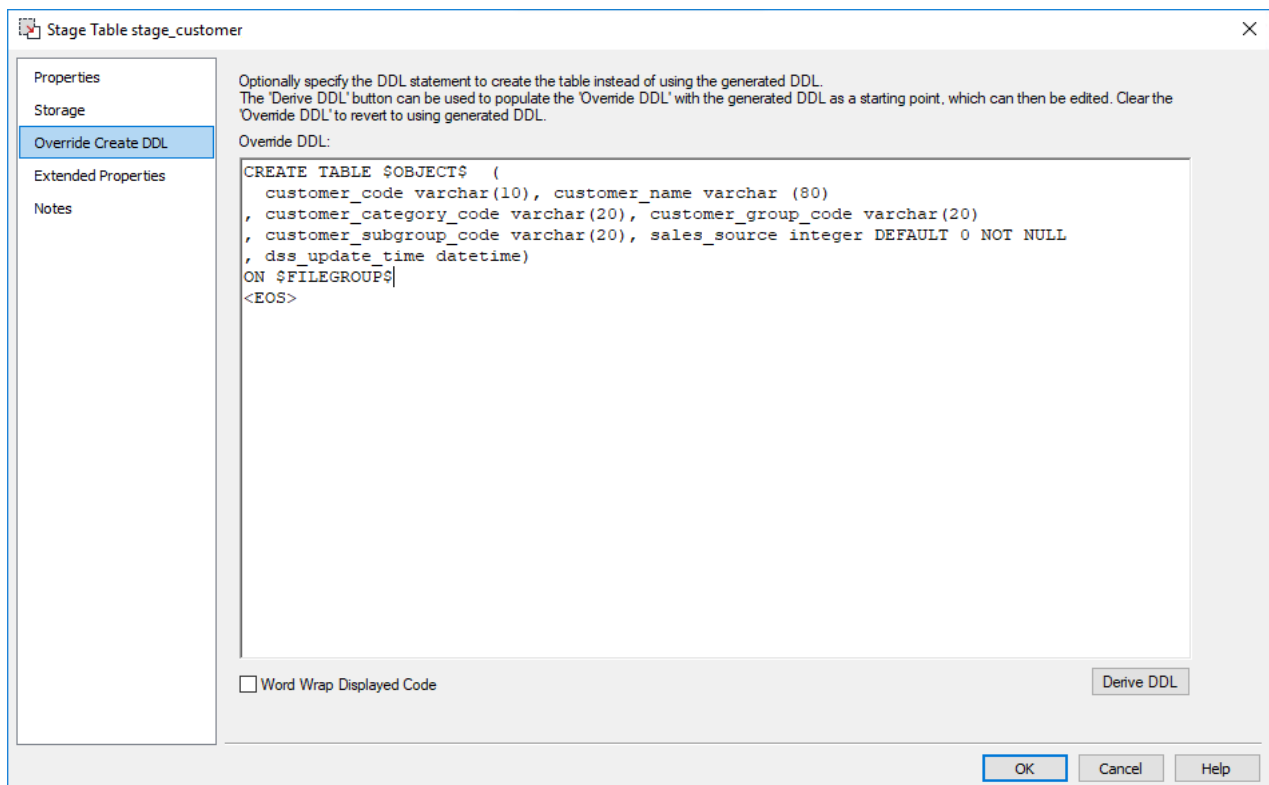 Stage Table stage_customer
Properties
Storage
Override Create DDL
Extended Properties
Notes
Optionally specify the DDL statement to create the table instead of using the generated DDL.
The 'Derive DDL' button can be used to populate the 'Override DDL' with the generated DDL as a starting point, which can then be edited. Clear the
'Override DDL' to revert to using generated DDL.
Override DDL:
CREATE TABLE $OBJECT$  (
  customer_code varchar(10), customer_name varchar (80)
, customer_category_code varchar(20), customer_group_code varchar(20)
, customer_subgroup_code varchar(20), sales_source integer DEFAULT 0 NOT NULL
, dss_update_time datetime)
ON $FILEGROUP$
<EOS>
Word Wrap Displayed Code
Derive DDL
OK
Cancel
Help